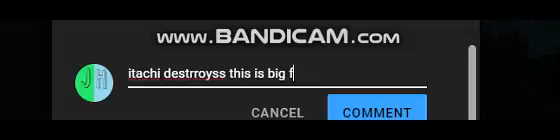 www.BANDICAM.com
JH
itachi destrroyss this is big f
CANCEL COMMENT